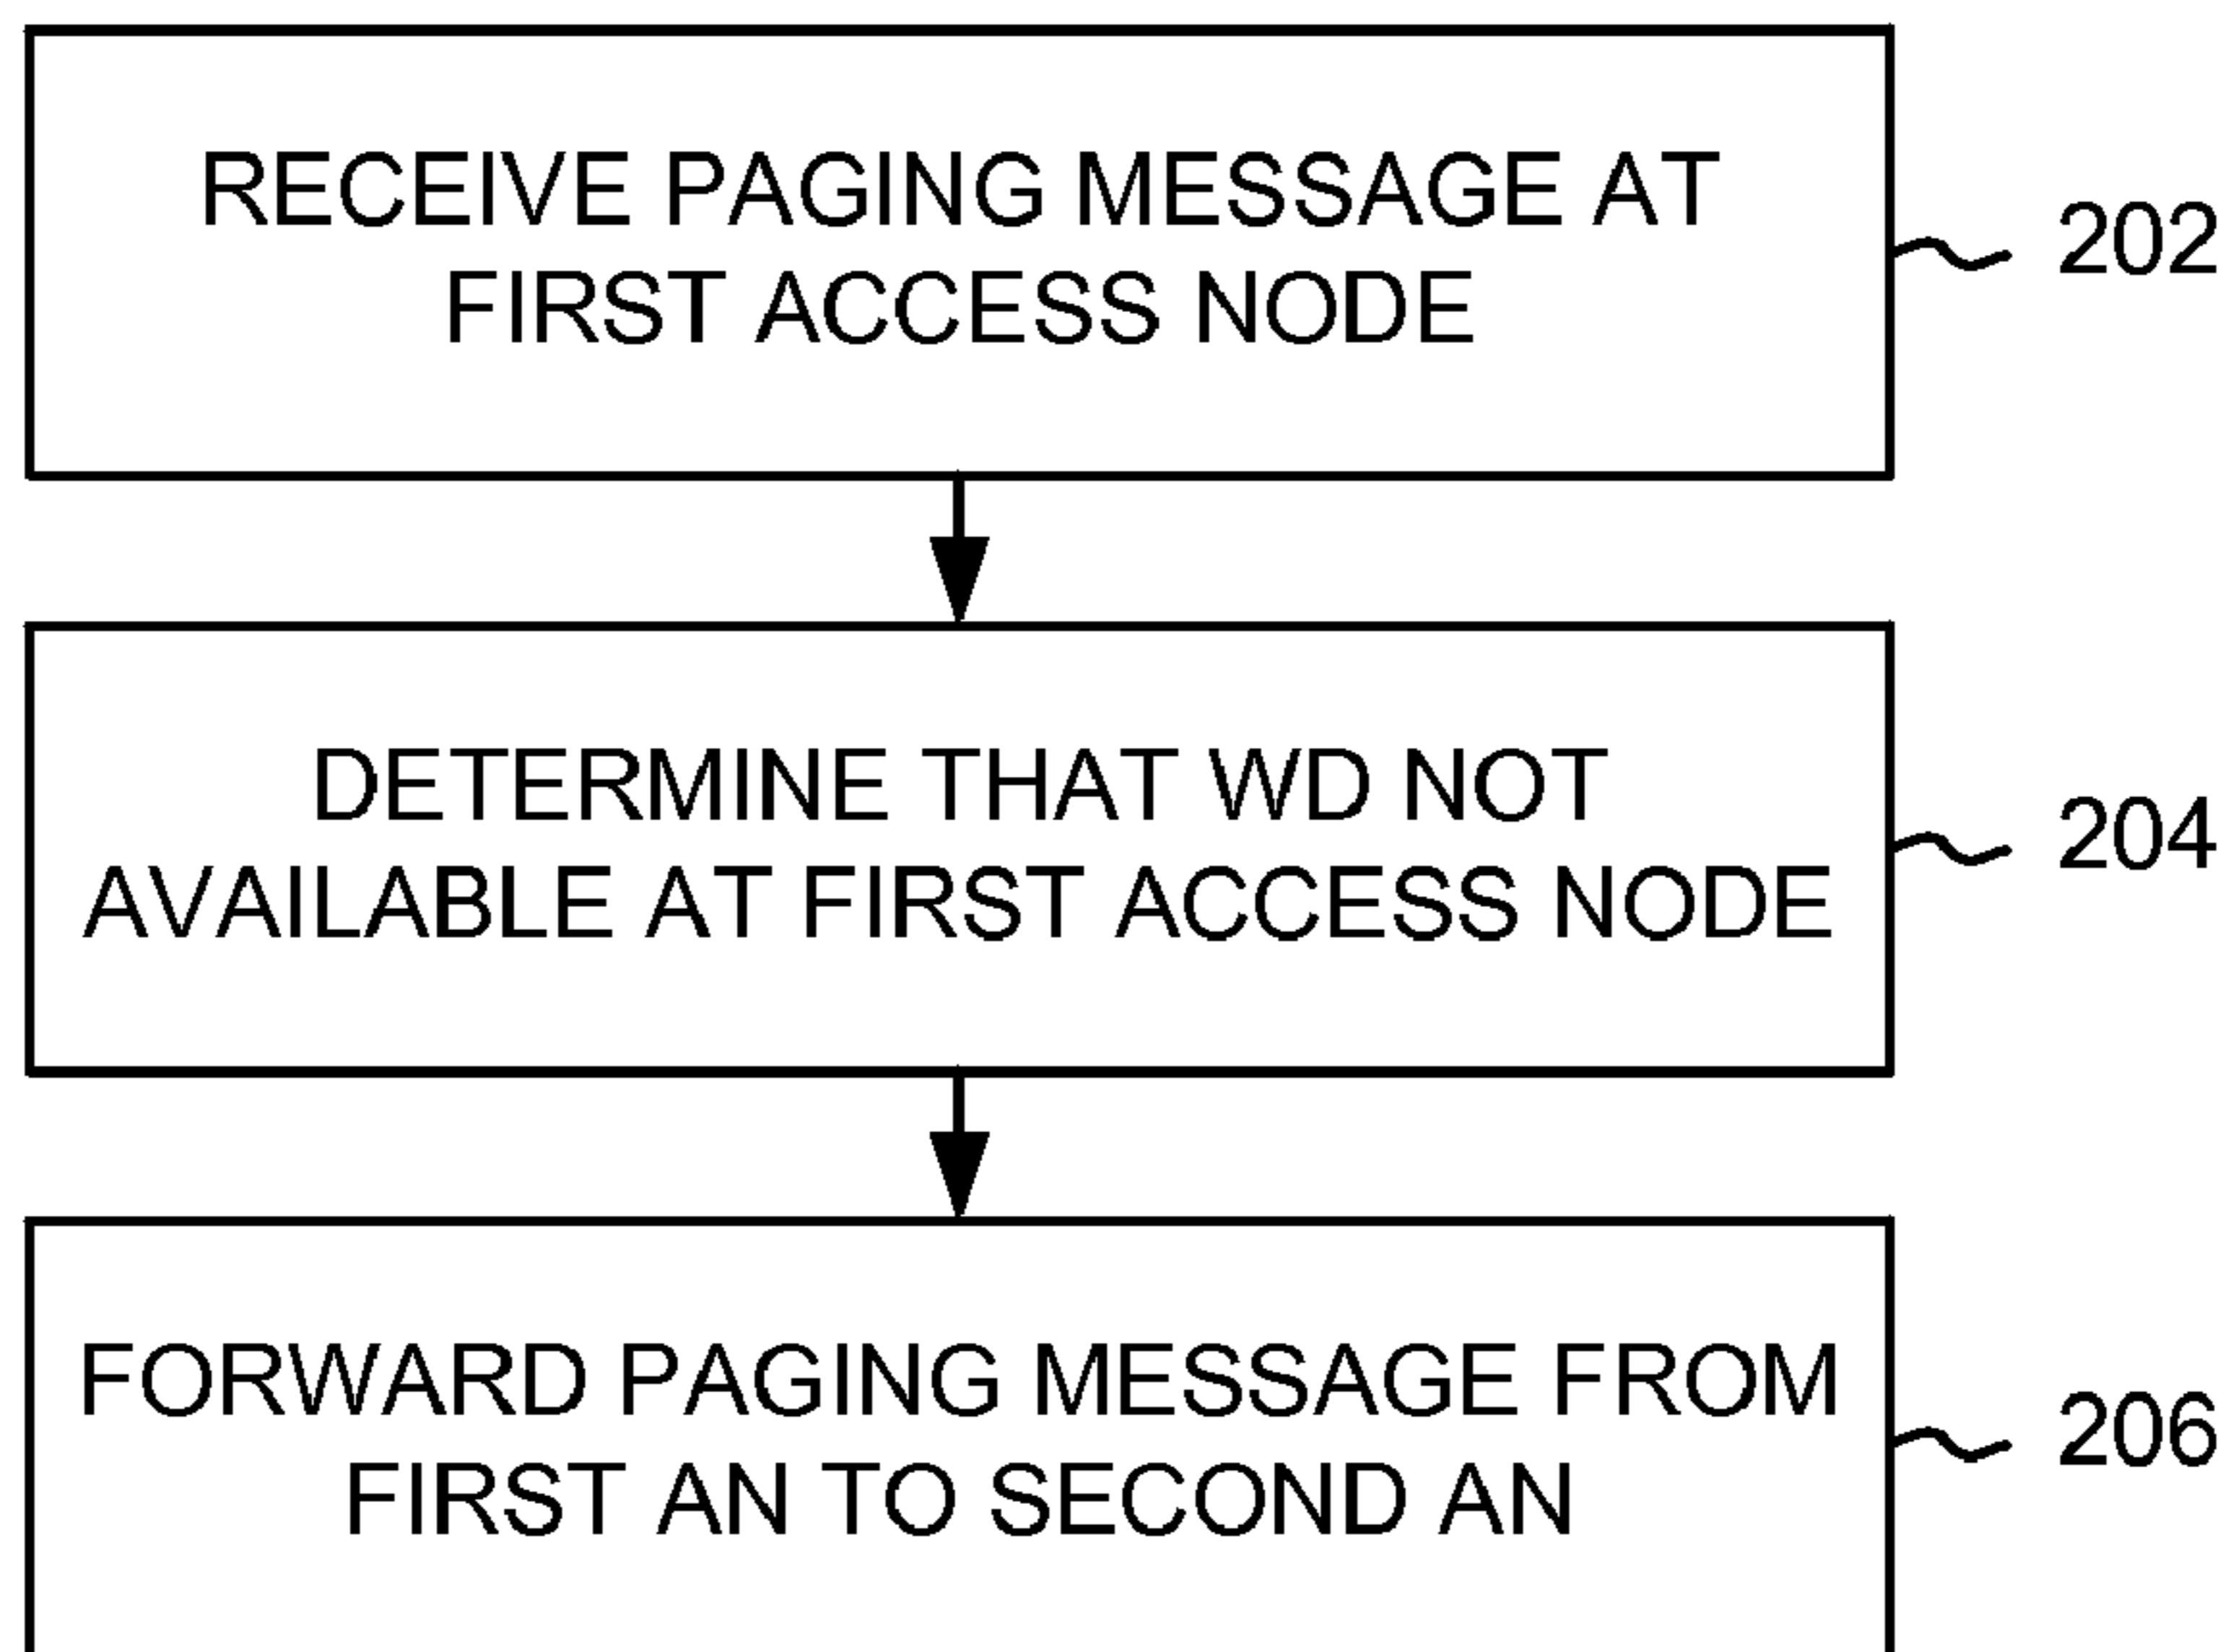 RECEIVE PAGING MESSAGE AT
FIRST ACCESS NODE
202
DETERMINE THAT WD NOT
AVAILABLE AT FIRST ACCESS NODE
204
FORWARD PAGING MESSAGE FROM
FIRST AN TO SECOND AN
206